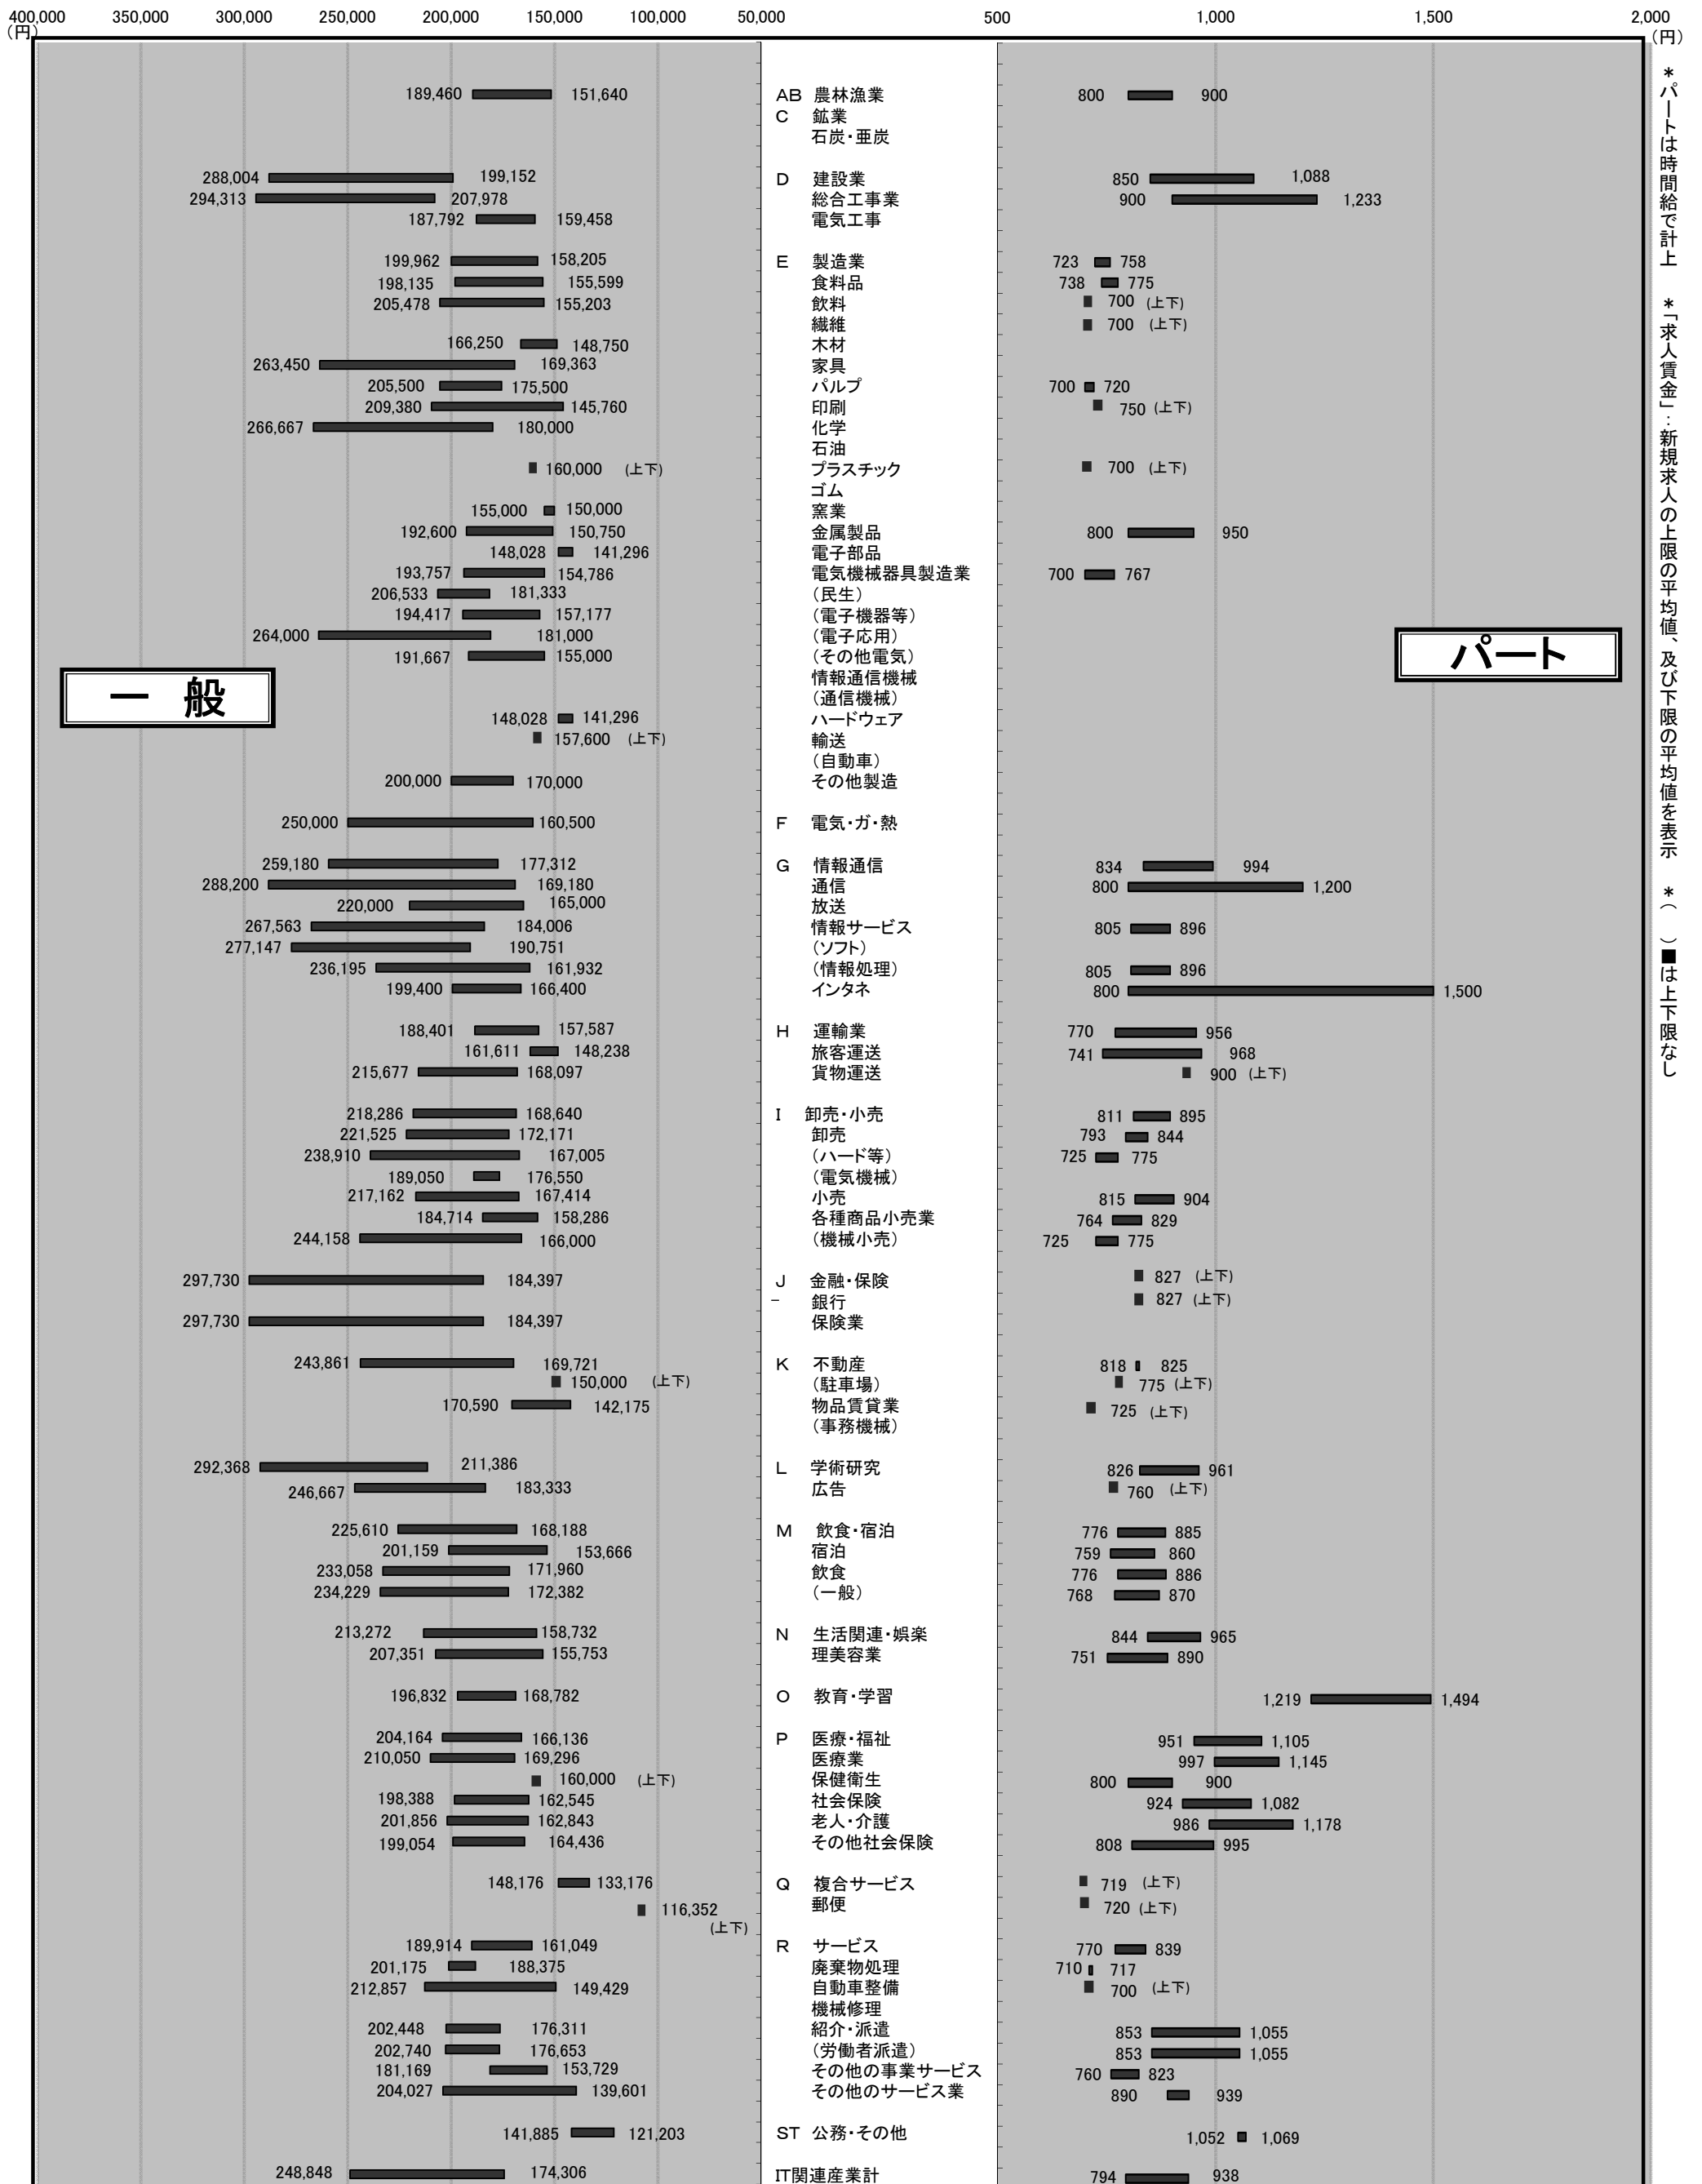 400,000 350,000 300,000 250,000 200,000 150,000 100,000 50,000 500 1,000 1,500 2,000
(円) (円)
189,460 151,640 AB 農林漁業 800 900
C 鉱業
石炭・亜炭
288,004 199,152 D 建設業 850 1,088
294,313 207,978 総合工事業 900 1,233
187,792 159,458 電気工事
199,962 158,205 E 製造業 723 758
198,135 155,599 食料品 738 775
205,478 155,203 飲料 700 (上下)
繊維 700 (上下)
166,250 148,750 木材
263,450 169,363 家具
205,500 175,500 パルプ 700 720
209,380 145,760 印刷 750 (上下)
266,667 180,000 化学
石油
160,000 (上下) プラスチック 700 (上下)
ゴム
155,000 150,000 窯業
192,600 150,750 金属製品 800 950
148,028 141,296 電子部品
193,757 154,786 電気機械器具製造業 700 767
206,533 181,333 (民生)
194,417 157,177 (電子機器等)
264,000 181,000 (電子応用)
191,667 155,000 (その他電気)
情報通信機械
(通信機械)
148,028 141,296 ハードウェア
157,600 (上下) 輸送
(自動車)
200,000 170,000 その他製造
一 般
パート
250,000 160,500 F 電気・ガ・熱
259,180 177,312 G 情報通信 834 994
288,200 169,180 通信 800 1,200
220,000 165,000 放送
267,563 184,006 情報サービス 805 896
277,147 190,751 (ソフト)
236,195 161,932 (情報処理) 805 896
199,400 166,400 インタネ 800 1,500
188,401 157,587 H 運輸業 770 956
161,611 148,238 旅客運送 741 968
215,677 168,097 貨物運送 900 (上下)
218,286 168,640 I 卸売・小売 811 895
221,525 172,171 卸売 793 844
238,910 167,005 (ハード等) 725 775
189,050 176,550 (電気機械)
217,162 167,414 小売 815 904
184,714 158,286 各種商品小売業 764 829
244,158 166,000 (機械小売) 725 775
297,730 184,397 J 金融・保険 827 (上下)
– 銀行 827 (上下)
297,730 184,397 保険業
243,861 169,721 K 不動産 818 825
150,000 (上下) (駐車場) 775 (上下)
170,590 142,175 物品賃貸業 725 (上下)
(事務機械)
292,368 211,386 L 学術研究 826 961
246,667 183,333 広告 760 (上下)
225,610 168,188 M 飲食・宿泊 776 885
201,159 153,666 宿泊 759 860
233,058 171,960 飲食 776 886
234,229 172,382 (一般) 768 870
213,272 158,732 N 生活関連・娯楽 844 965
207,351 155,753 理美容業 751 890
196,832 168,782 O 教育・学習 1,219 1,494
204,164 166,136 P 医療・福祉 951 1,105
210,050 169,296 医療業 997 1,145
160,000 (上下) 保健衛生 800 900
198,388 162,545 社会保険 924 1,082
201,856 162,843 老人・介護 986 1,178
199,054 164,436 その他社会保険 808 995
148,176 133,176 Q 複合サービス 719 (上下)
116,352 郵便 720 (上下)
(上下)
189,914 161,049 R サービス 770 839
201,175 188,375 廃棄物処理 710 717
212,857 149,429 自動車整備 700 (上下)
機械修理
202,448 176,311 紹介・派遣 853 1,055
202,740 176,653 (労働者派遣) 853 1,055
181,169 153,729 その他の事業サービス 760 823
204,027 139,601 その他のサービス業 890 939
141,885 121,203 ST 公務・その他 1,052 1,069
248,848 174,306 IT関連産業計 794 938
*パートは時間給で計上 *「求人賃金」:新規求人の上限の平均値、及び下限の平均値を表示 *( )■は上下限なし